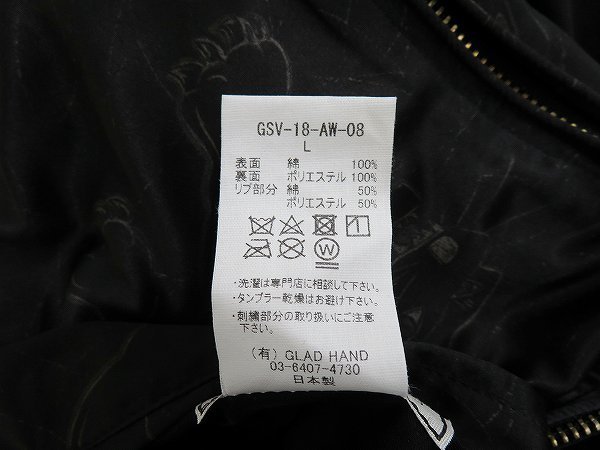 GSV-18-AW-08
L
表面 綿 100%
裏面 ポリエステル 100%
リブ部分 綿 50%
ポリエステル 50%
W
・洗濯は専門店に相談して下さい。
・タンブラー乾燥はお避け下さい。
・刺繍部分の取り扱いにご注意
下さい。
(有) GLAD HAND
03-6407-4730
日本製